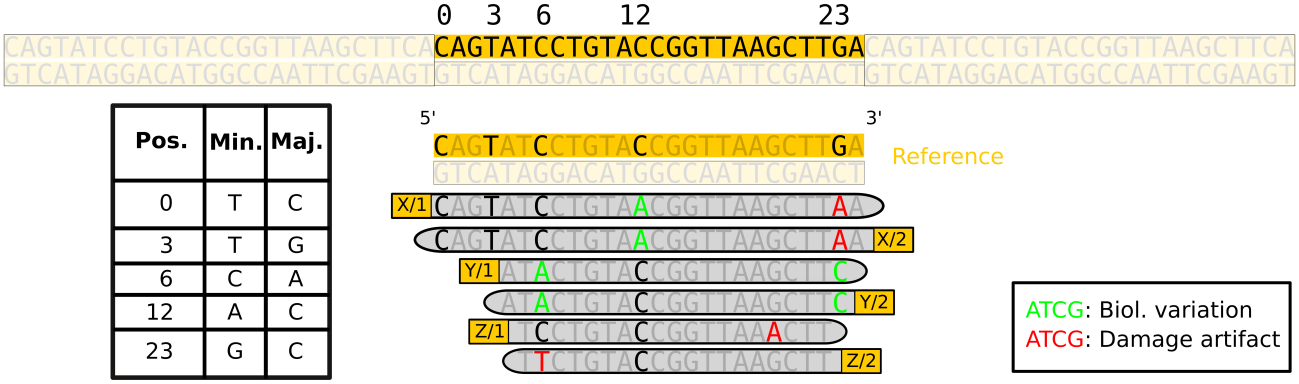 0 3 6 12 23
CAGTATCCTGTACCGGTTAAGCTTCA CAGTATCCTGTACCGGTTAAGCTTGA CAGTATCCTGTACCGGTTAAGCTTCA
GTCATAGGACATGGCCAATTCGAAGT GTCATAGGACATGGCCAATTCGAACT GTCATAGGACATGGCCAATTCGAAGT
Pos. Min. Maj.
0 T C
3 T G
6 C A
12 A C
23 G C
5' 3'
CAGTATCCTGTACCGGTTAAGCTTGA
Reference
GTCATAGGACATGGCCAATTCGAACT
X/1 CAGTATCCTGTAACGGTTAAGCTTAA
CAGTATCCTGTAACGGTTAAGCTTAA X/2
Y/1 ATACTGTACCGGTTAAGCTTC
ATACTGTACCGGTTAAGCTTC Y/2
Z/1 TCCTGTACCGGTTAAACTT
TTCTGTACCGGTTAAGCTT Z/2
ATCG: Biol. variation
ATCG: Damage artifact